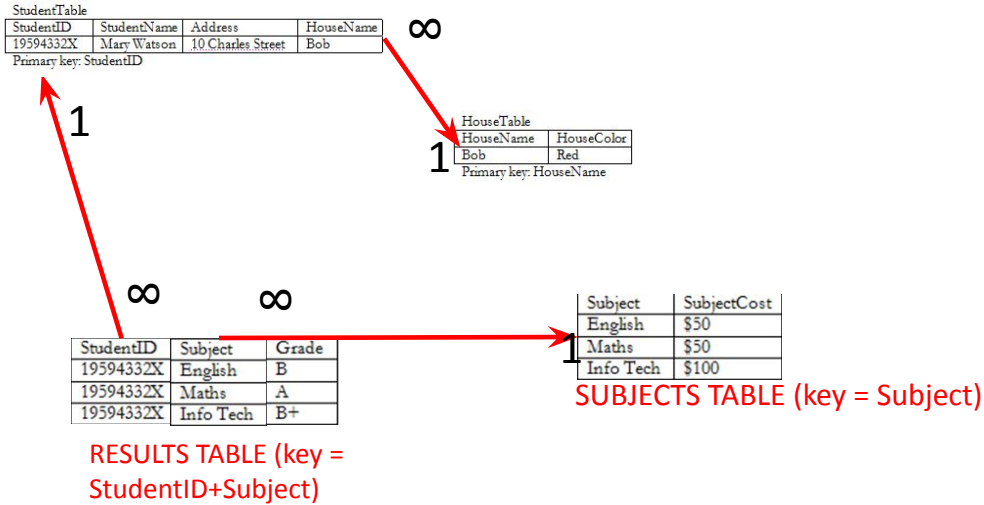 StudentTable
StudentID StudentName Address HouseName
19594332X Mary Watson 10 Charles Street Bob
Primary key: StudentID
∞
1
HouseTable
HouseName HouseColor
Bob Red
1
Primary key: HouseName
∞
∞
Subject SubjectCost
English $50
Maths $50
Info Tech $100
1
SUBJECTS TABLE (key = Subject)
StudentID Subject Grade
19594332X English B
19594332X Maths A
19594332X Info Tech B+
RESULTS TABLE (key =
StudentID+Subject)